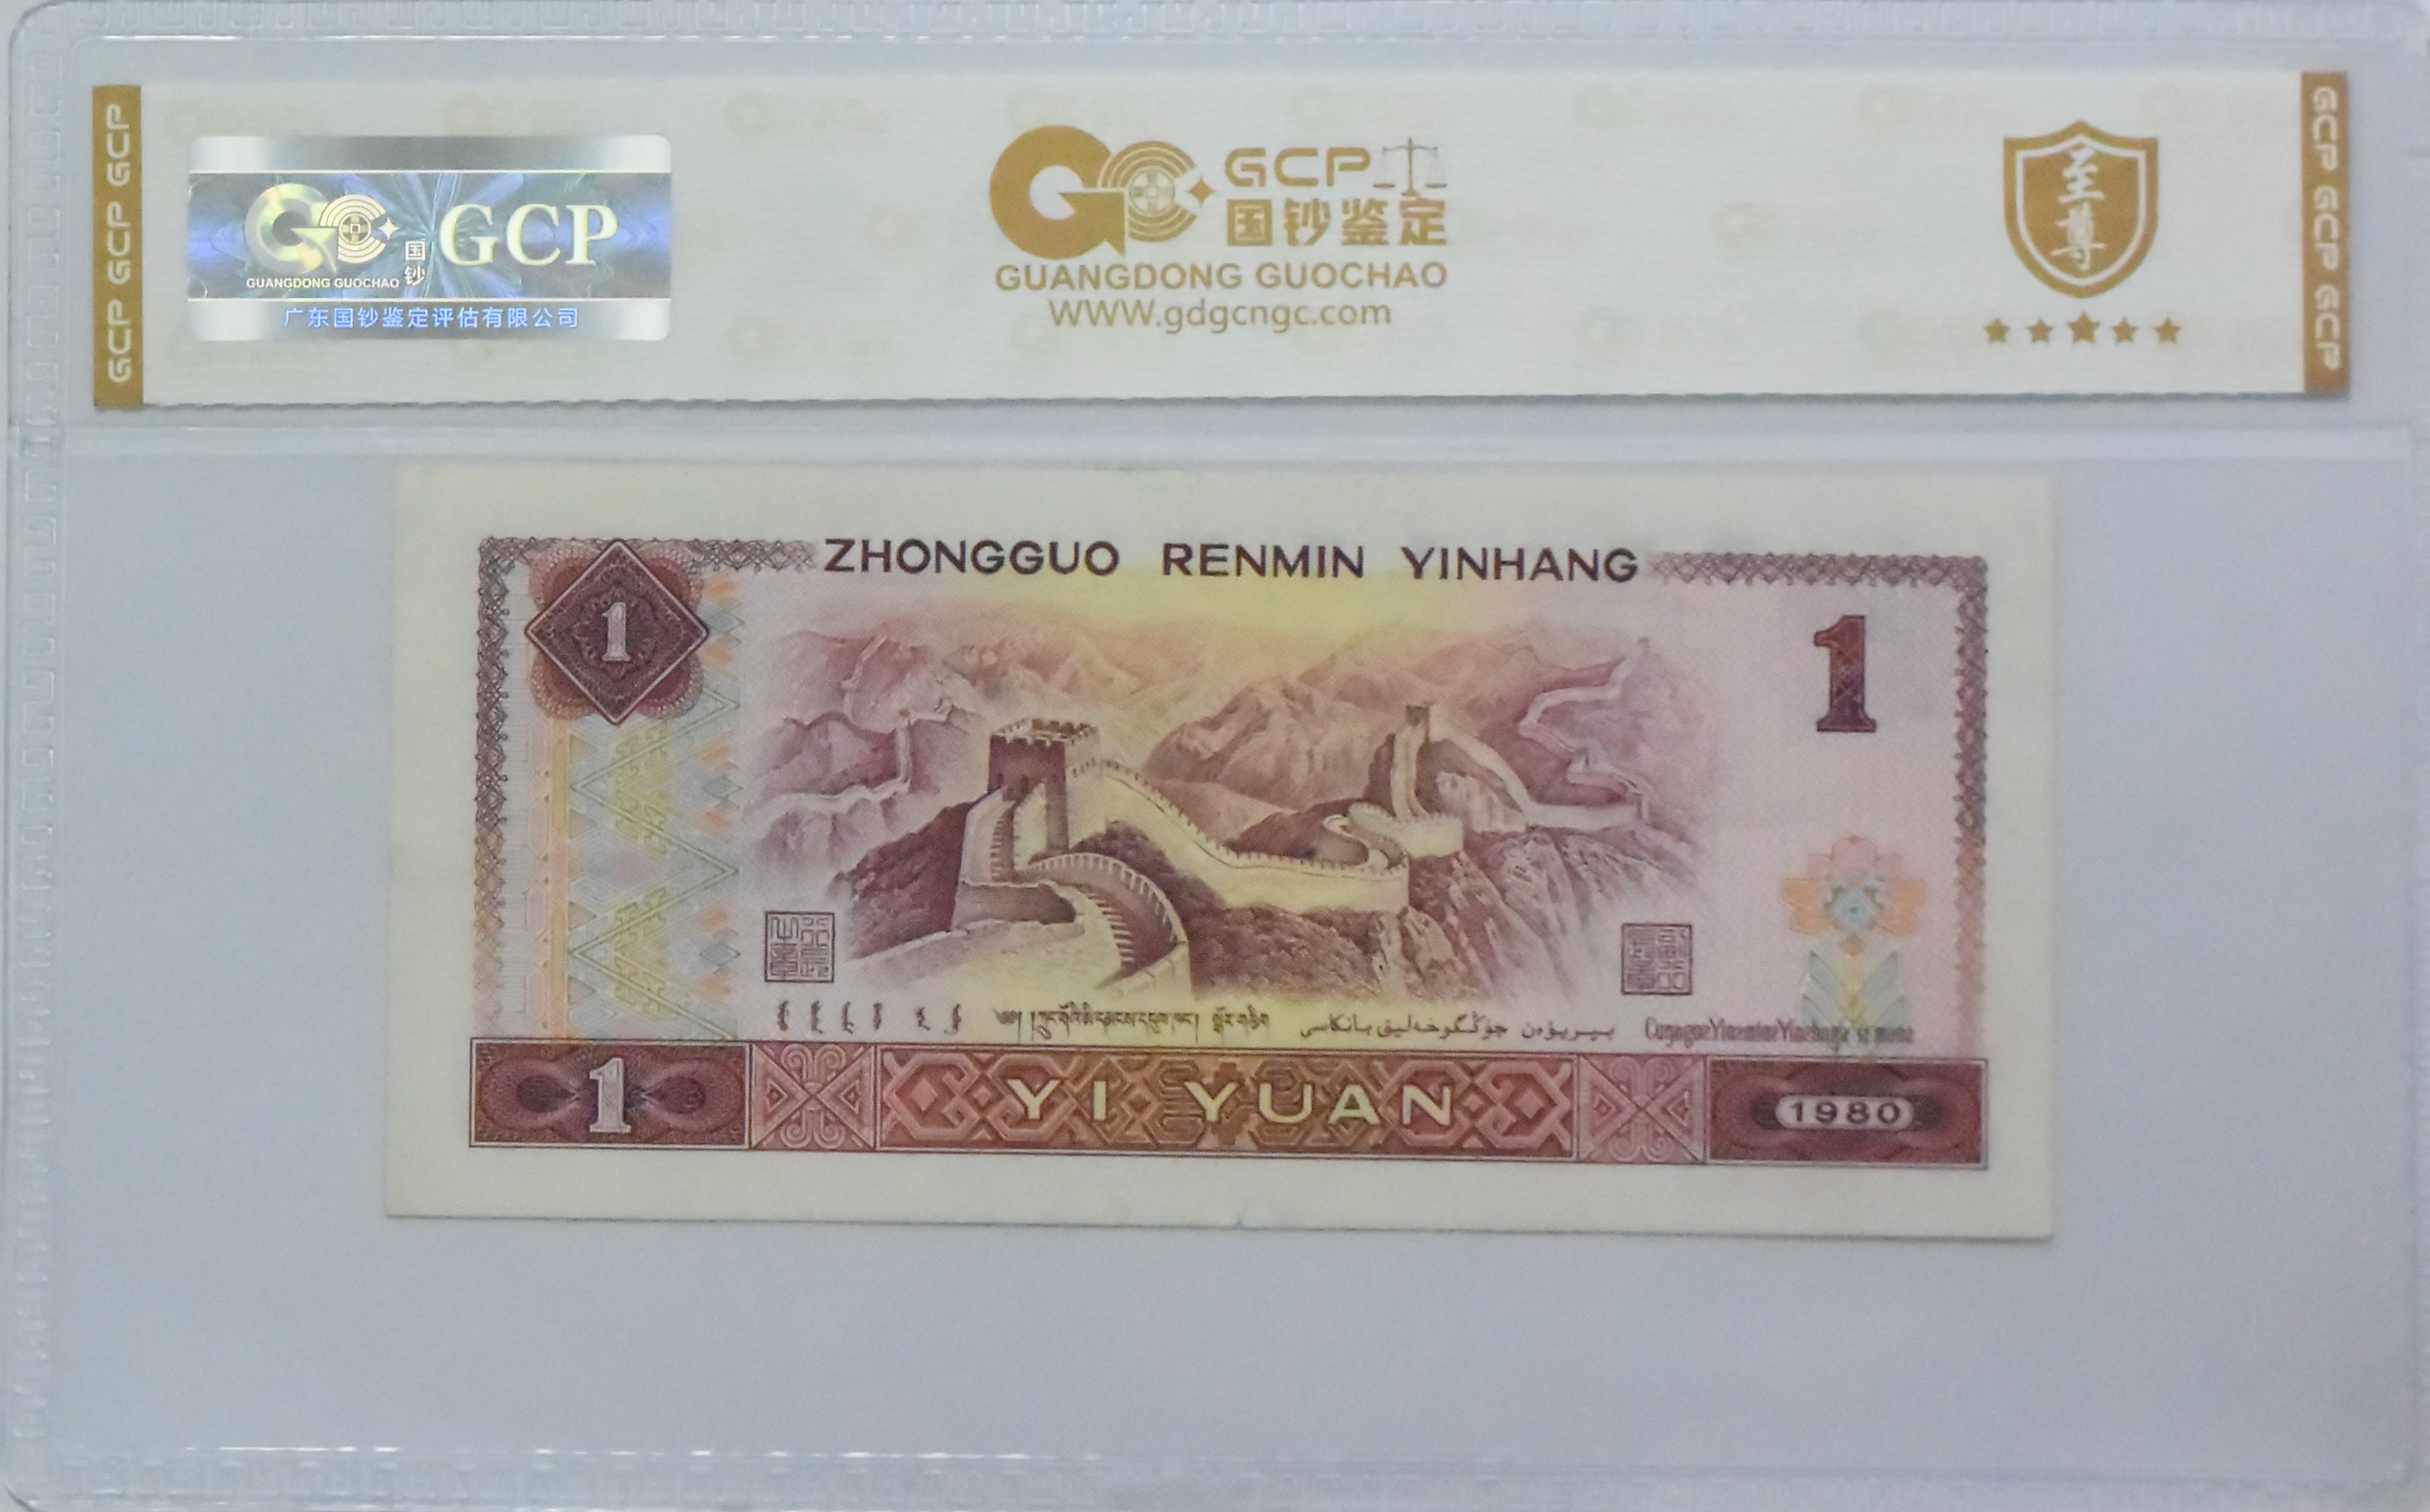 GCP GCP GCP
GCP
国钞
GUANGDONG GUOCHAO
广东国钞鉴定评估有限公司
GCP
国钞鉴定
GUANGDONG GUOCHAO
WWW.gdgcngc.com
至尊
GCP GCP GCP
ZHONGGUO RENMIN YINHANG
1
1
1
YI YUAN
1980